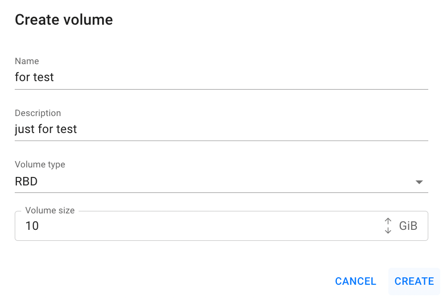 Create volume
Name
for test
Description
just for test
Volume type
RBD
Volume size
10 GiB
CANCEL CREATE